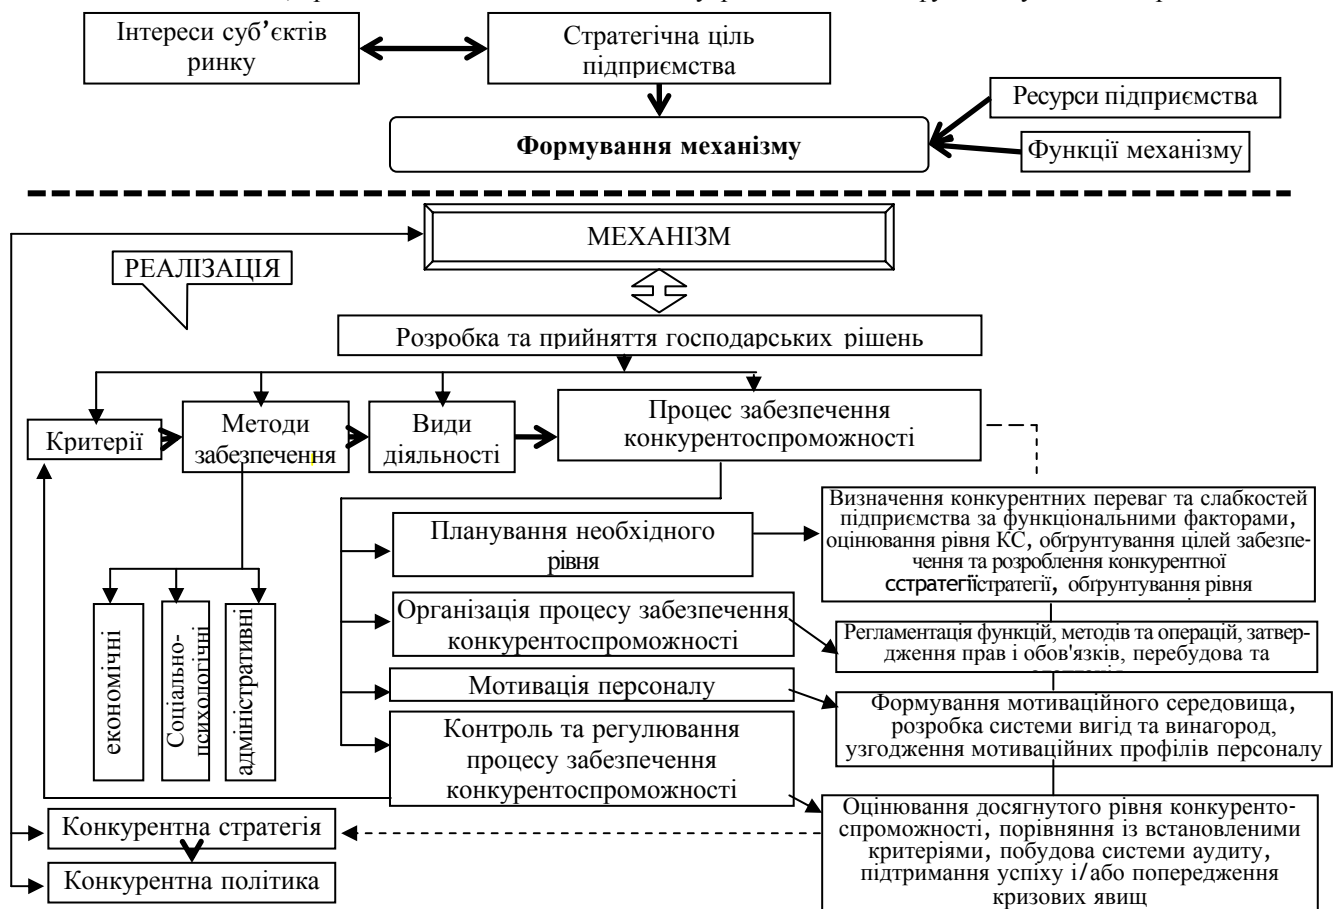 Інтереси суб’єктів
ринку
Стратегічна ціль
підприємства
Ресурси підприємства
Формування механізму
Функції механізму
МЕХАНІЗМ
РЕАЛІЗАЦІЯ
Розробка та прийняття господарських рішень
Критерії
Методи
забезпечення
Види
діяльності
Процес забезпечення
конкурентоспроможності
економічні
Соціально-
психологічні
адміністративні
Планування необхідного
рівня
Визначення конкурентних переваг та слабкостей
підприємства за функціональними факторами,
оцінювання рівня КС, обґрунтування цілей забезпе-
чення та розроблення конкурентної
сстратегіїстратегії, обґрунтування рівня
Організація процесу забезпечення
конкурентоспроможності
Регламентація функцій, методів та операцій, затвер-
дження прав і обов'язків, перебудова та
Мотивація персоналу
Формування мотиваційного середовища,
розробка системи вигід та винагород,
узгодження мотиваційних профілів персоналу
Контроль та регулювання
процесу забезпечення
конкурентоспроможності
Оцінювання досягнутого рівня конкуренто-
спроможності, порівняння із встановленими
критеріями, побудова системи аудиту,
підтримання успіху і/або попередження
кризових явищ
Конкурентна стратегія
Конкурентна політика